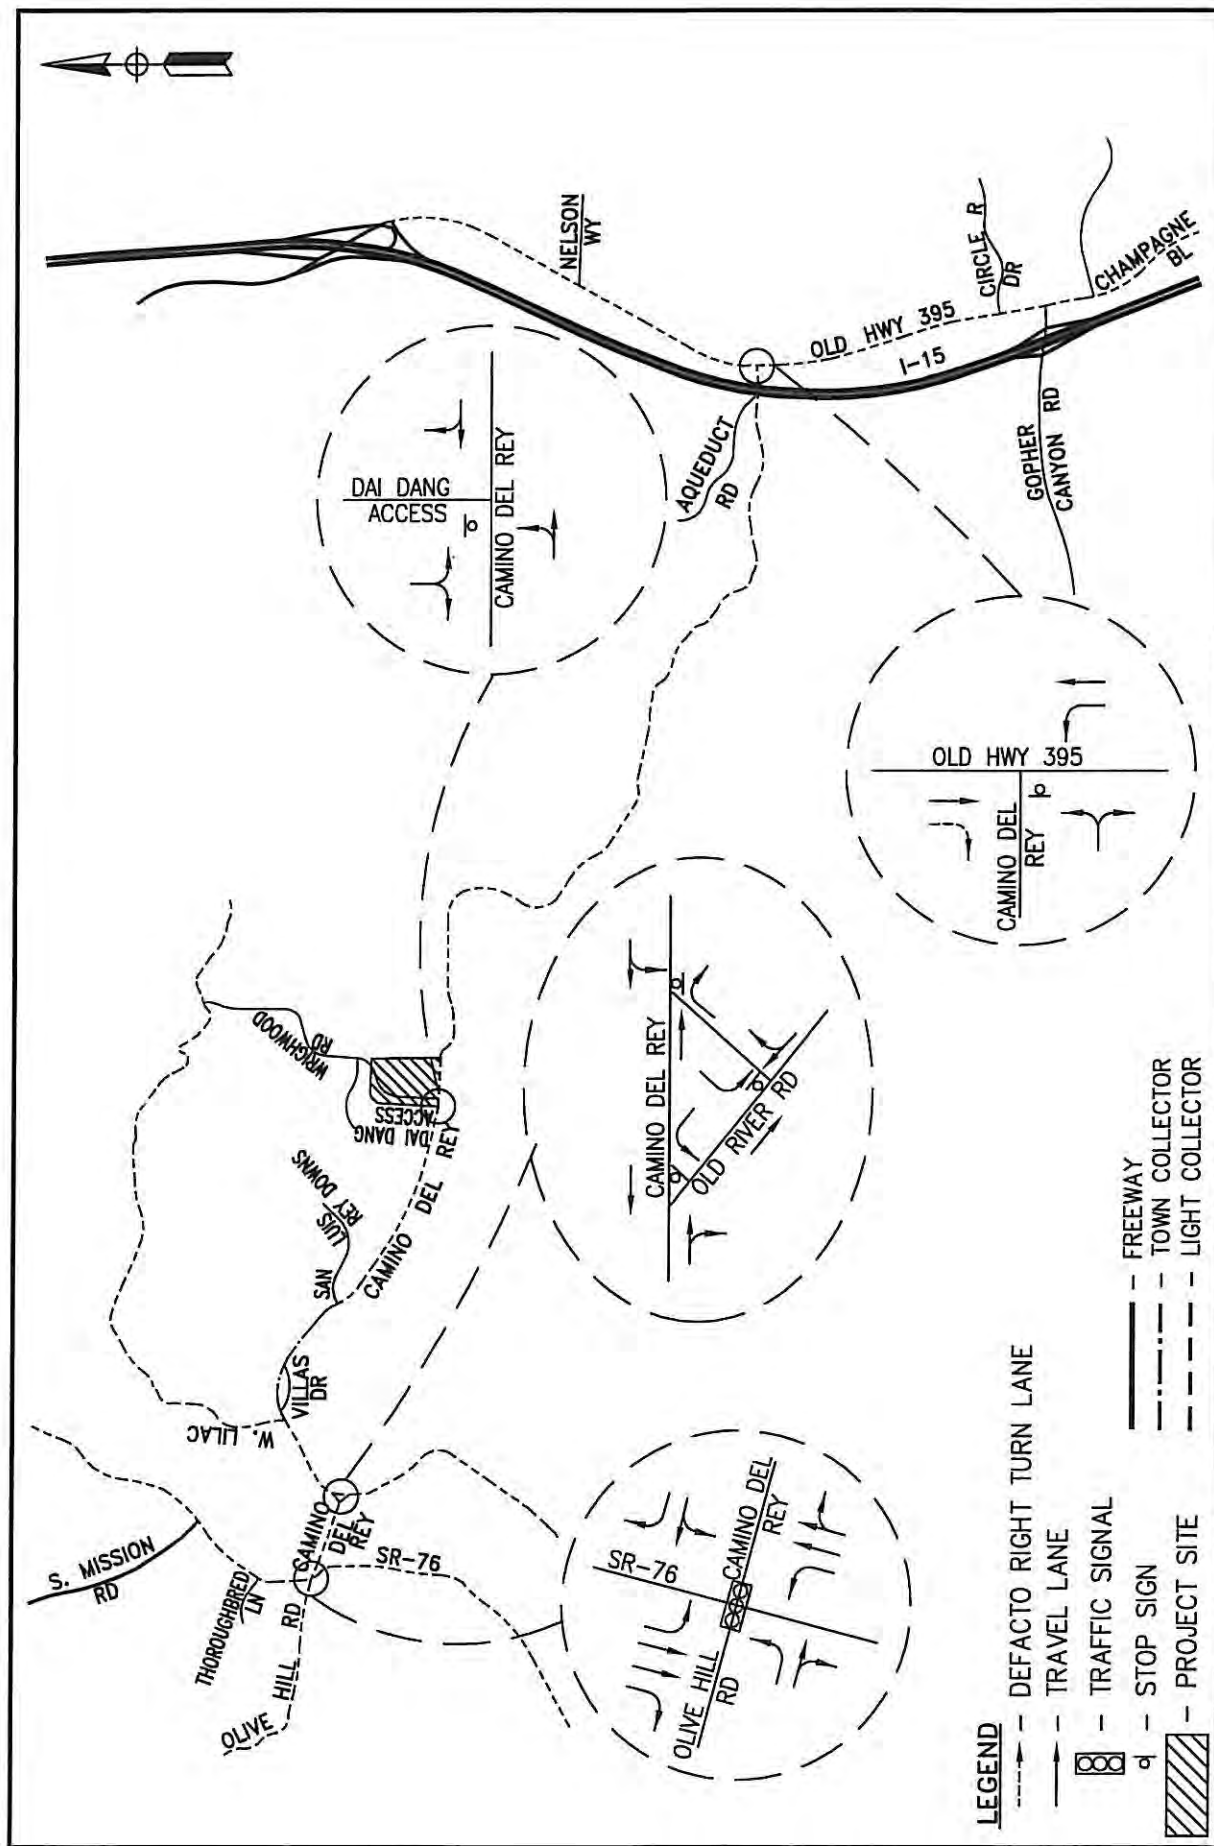 NELSON
WY
CIRCLE R
DR
CHAMPAGNE
BL
OLD HWY 395
I-15
GOPHER
CANYON RD
AQUEDUCT
RD
DAI DANG
ACCESS
CAMINO DEL REY
OLD HWY 395
CAMINO DEL
REY
CAMINO DEL REY
OLD RIVER RD
WRIGHWOOD
RD
DAI DANG
ACCESS
CAMINO DEL REY
SAN LUIS
REY DOWNS
VILLAS
DR
W. LILAC
S. MISSION
RD
THOROUGHBRED
LN
OLIVE HILL RD
CAMINO
DEL
REY
SR-76
SR-76
OLIVE HILL
RD
CAMINO DEL
REY
LEGEND
- DEFACTO RIGHT TURN LANE
- TRAVEL LANE
- TRAFFIC SIGNAL
- STOP SIGN
- PROJECT SITE
- FREEWAY
- TOWN COLLECTOR
- LIGHT COLLECTOR